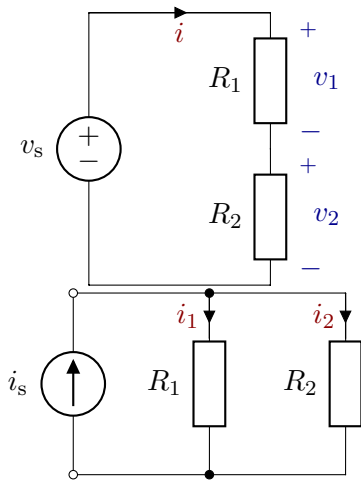 i
+
R₁ v₁
−
vₛ + −
+
R₂ v₂
−
i₁ i₂
iₛ R₁ R₂